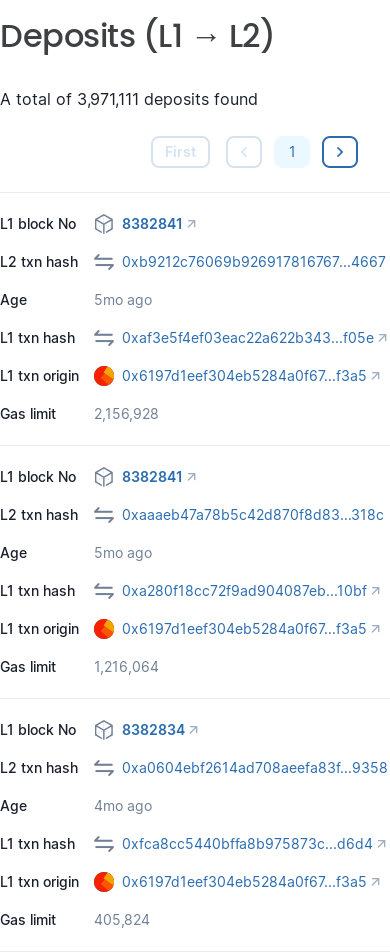 Deposits (L1 → L2)
A total of 3,971,111 deposits found
First 1
L1 block No 8382841
L2 txn hash 0xb9212c76069b926917816767...4667
Age 5mo ago
L1 txn hash 0xaf3e5f4ef03eac22a622b343...f05e
L1 txn origin 0x6197d1eef304eb5284a0f67...f3a5
Gas limit 2,156,928
L1 block No 8382841
L2 txn hash 0xaaaeb47a78b5c42d870f8d83...318c
Age 5mo ago
L1 txn hash 0xa280f18cc72f9ad904087eb...10bf
L1 txn origin 0x6197d1eef304eb5284a0f67...f3a5
Gas limit 1,216,064
L1 block No 8382834
L2 txn hash 0xa0604ebf2614ad708aeefa83f...9358
Age 4mo ago
L1 txn hash 0xfca8cc5440bffa8b975873c...d6d4
L1 txn origin 0x6197d1eef304eb5284a0f67...f3a5
Gas limit 405,824